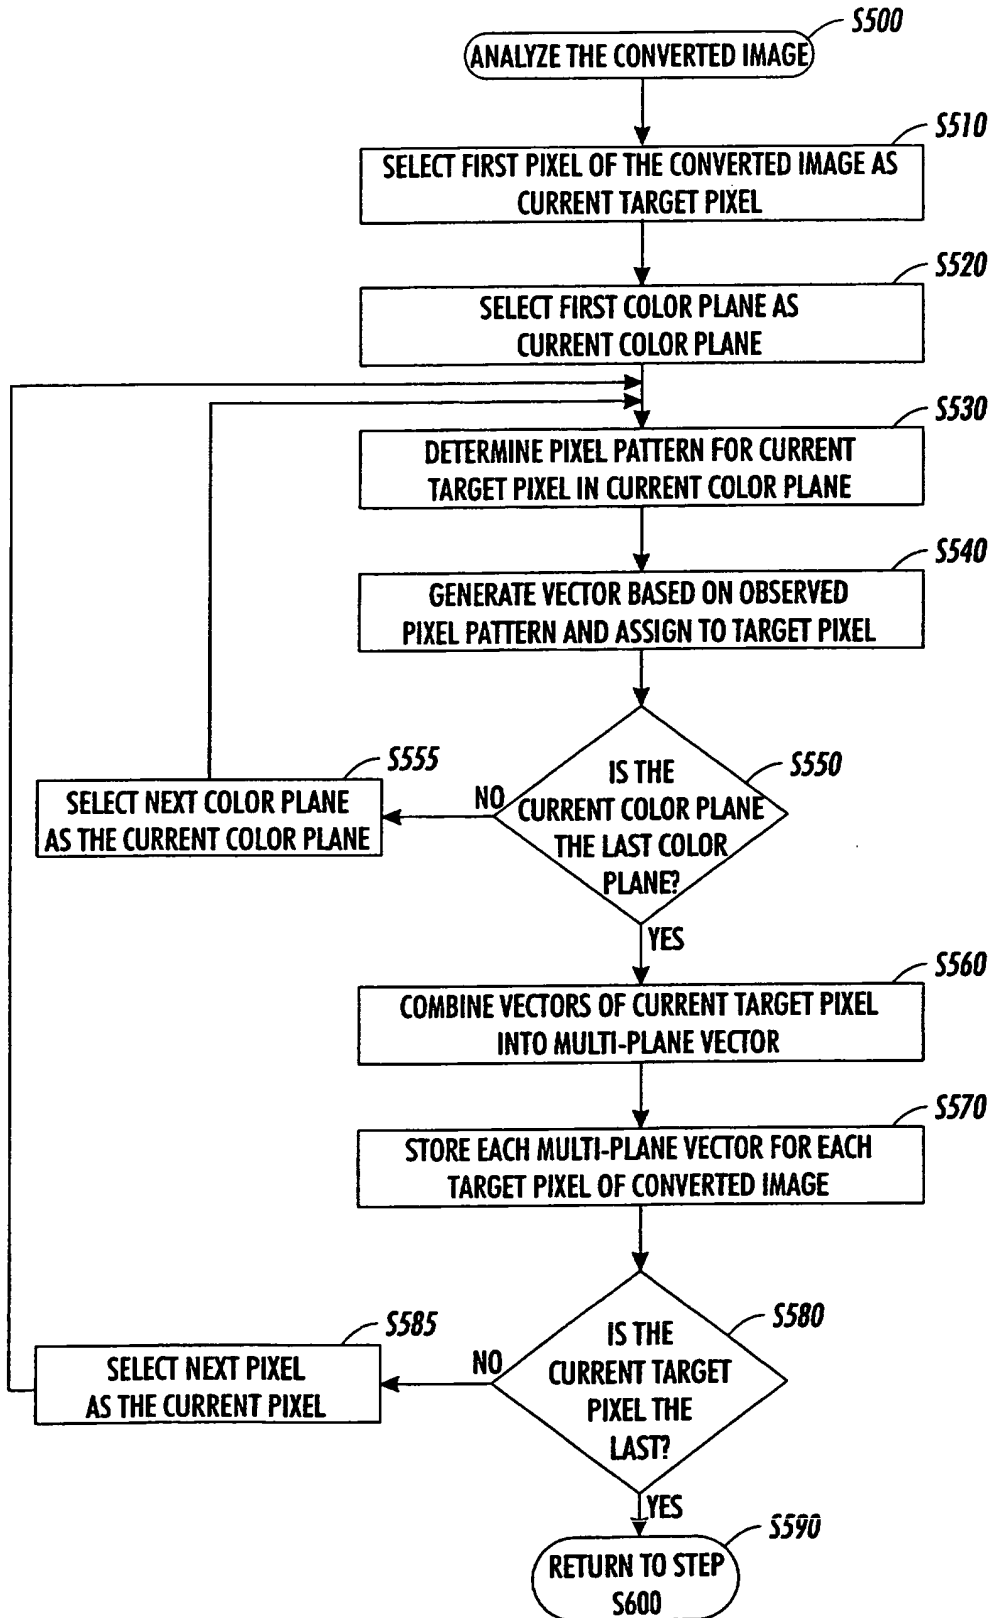 S500
ANALYZE THE CONVERTED IMAGE
S510
SELECT FIRST PIXEL OF THE CONVERTED IMAGE AS
CURRENT TARGET PIXEL
S520
SELECT FIRST COLOR PLANE AS
CURRENT COLOR PLANE
S530
DETERMINE PIXEL PATTERN FOR CURRENT
TARGET PIXEL IN CURRENT COLOR PLANE
S540
GENERATE VECTOR BASED ON OBSERVED
PIXEL PATTERN AND ASSIGN TO TARGET PIXEL
S550
IS THE
CURRENT COLOR PLANE
THE LAST COLOR
PLANE?
NO
S555
SELECT NEXT COLOR PLANE
AS THE CURRENT COLOR PLANE
YES
S560
COMBINE VECTORS OF CURRENT TARGET PIXEL
INTO MULTI-PLANE VECTOR
S570
STORE EACH MULTI-PLANE VECTOR FOR EACH
TARGET PIXEL OF CONVERTED IMAGE
S580
IS THE
CURRENT TARGET
PIXEL THE
LAST?
NO
S585
SELECT NEXT PIXEL
AS THE CURRENT PIXEL
YES
S590
RETURN TO STEP
S600